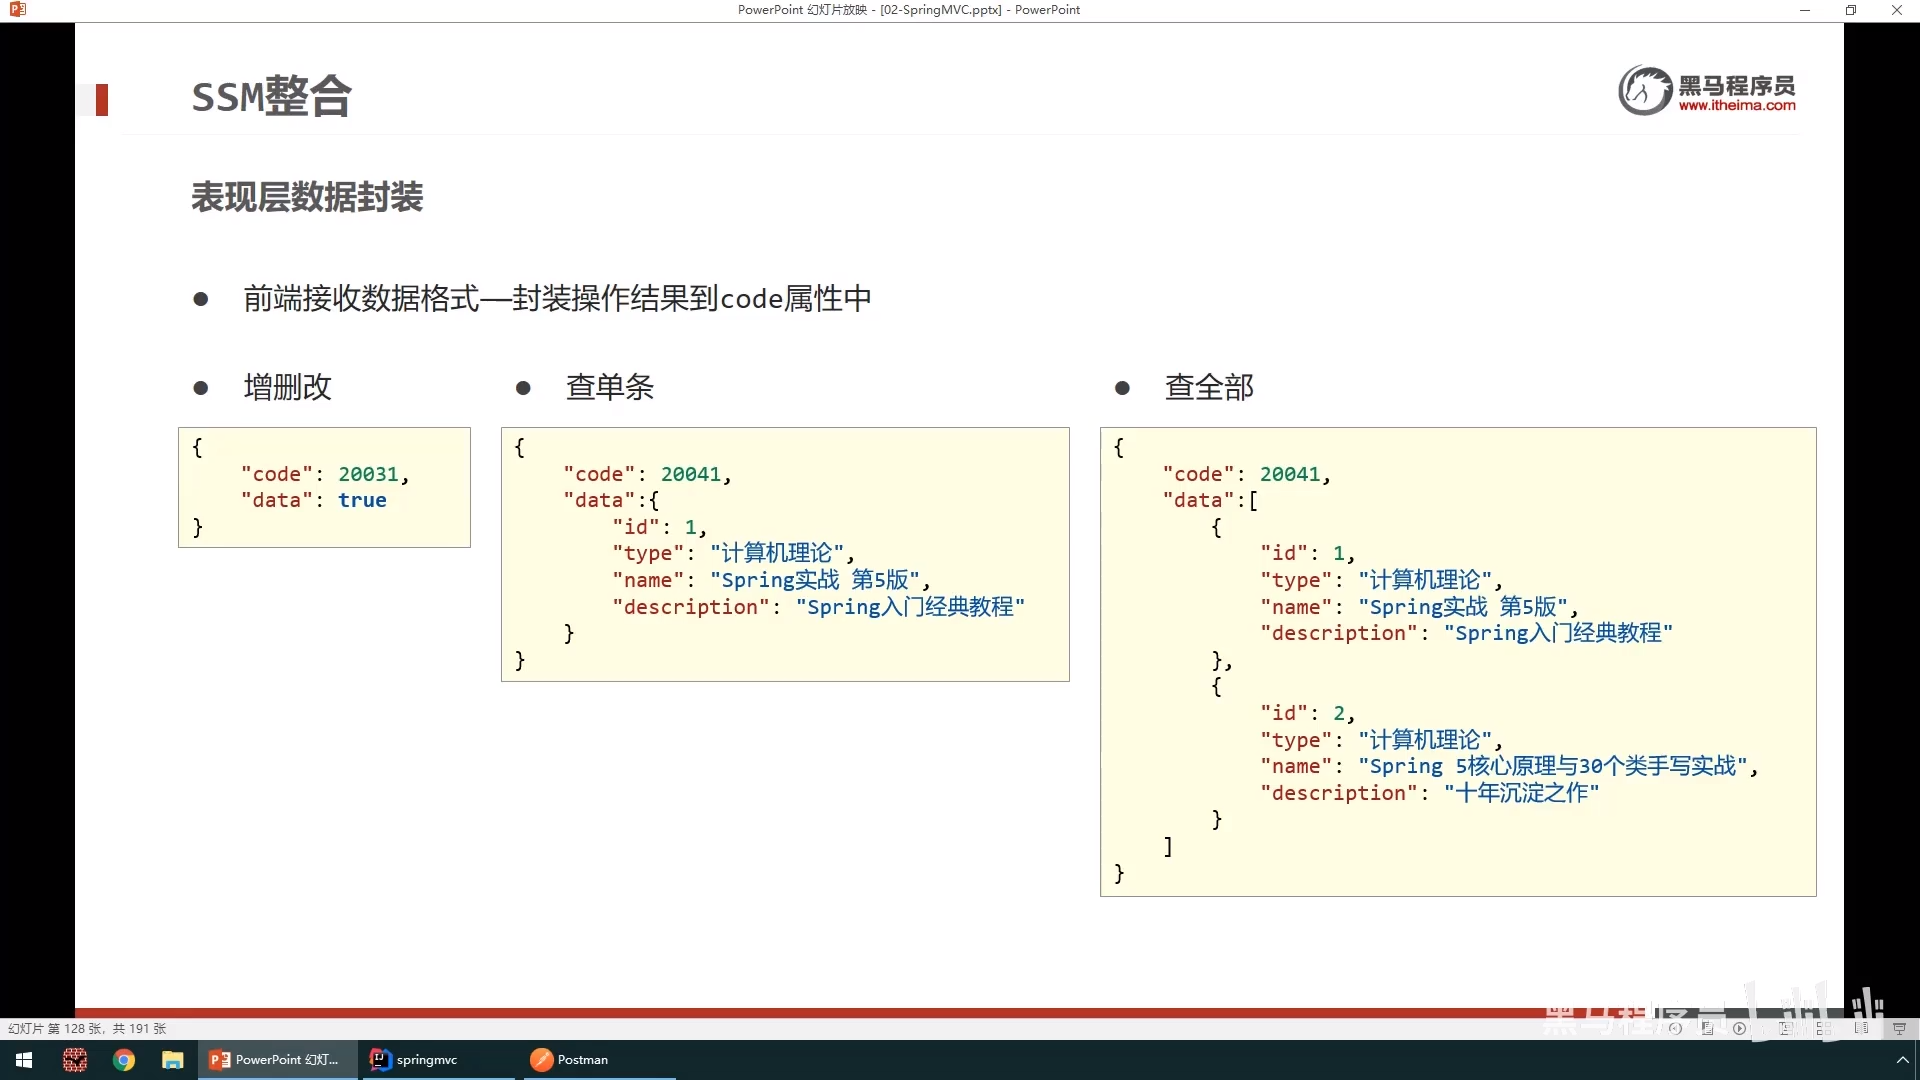 PowerPoint 幻灯片放映 - [02-SpringMVC.pptx] - PowerPoint
SSM整合
黑马程序员
www.itheima.com
表现层数据封装
● 前端接收数据格式—封装操作结果到code属性中
● 增删改
{
"code": 20031,
"data": true
}
● 查单条
{
"code": 20041,
"data":{
"id": 1,
"type": "计算机理论",
"name": "Spring实战 第5版",
"description": "Spring入门经典教程"
}
}
● 查全部
{
"code": 20041,
"data":[
{
"id": 1,
"type": "计算机理论",
"name": "Spring实战 第5版",
"description": "Spring入门经典教程"
},
{
"id": 2,
"type": "计算机理论",
"name": "Spring 5核心原理与30个类手写实战",
"description": "十年沉淀之作"
}
]
}
黑马程序员
幻灯片 第 128 张，共 191 张
PowerPoint 幻灯...
springmvc
Postman